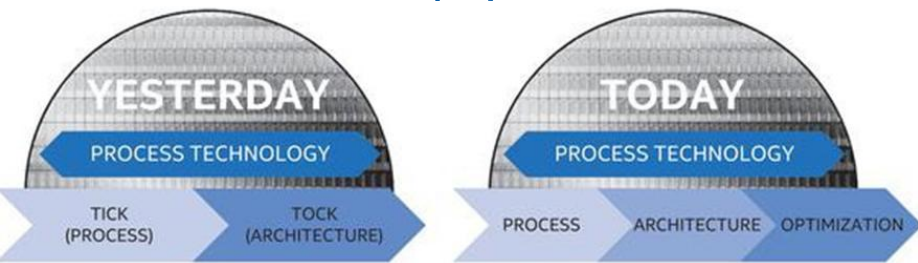 YESTERDAY
PROCESS TECHNOLOGY
TICK
(PROCESS)
TOCK
(ARCHITECTURE)
TODAY
PROCESS TECHNOLOGY
PROCESS
ARCHITECTURE
OPTIMIZATION